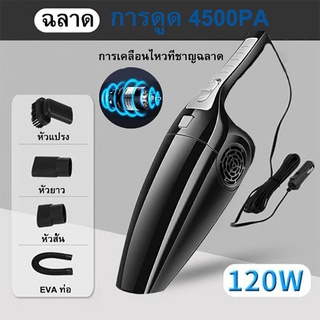 ฉลาด การดูด 4500PA
การเคลื่อนไหวที่ชาญฉลาด
หัวแปรง
หัวยาว
หัวสั้น
EVA ท่อ
120W